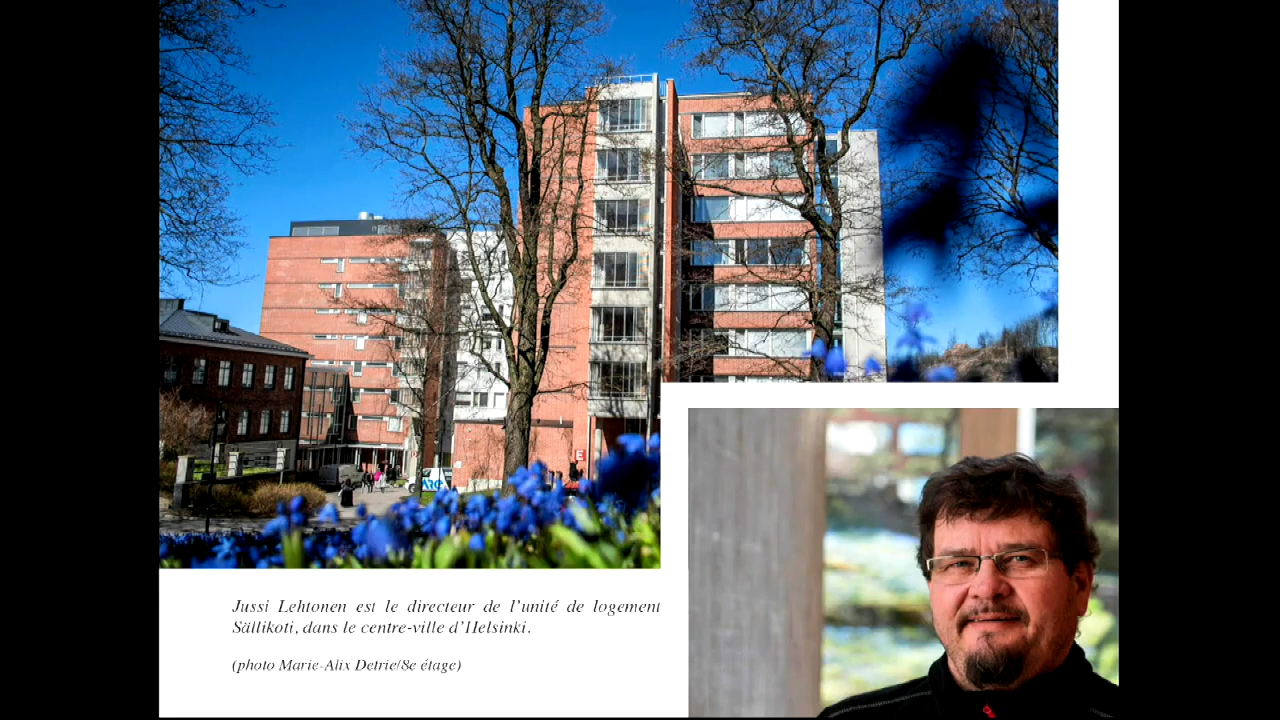 E
ARC
Jussi Lehtonen est le directeur de l'unité de logement
Sällikoti, dans le centre-ville d'Helsinki.
(photo Marie-Alix Detrie/8e étage)